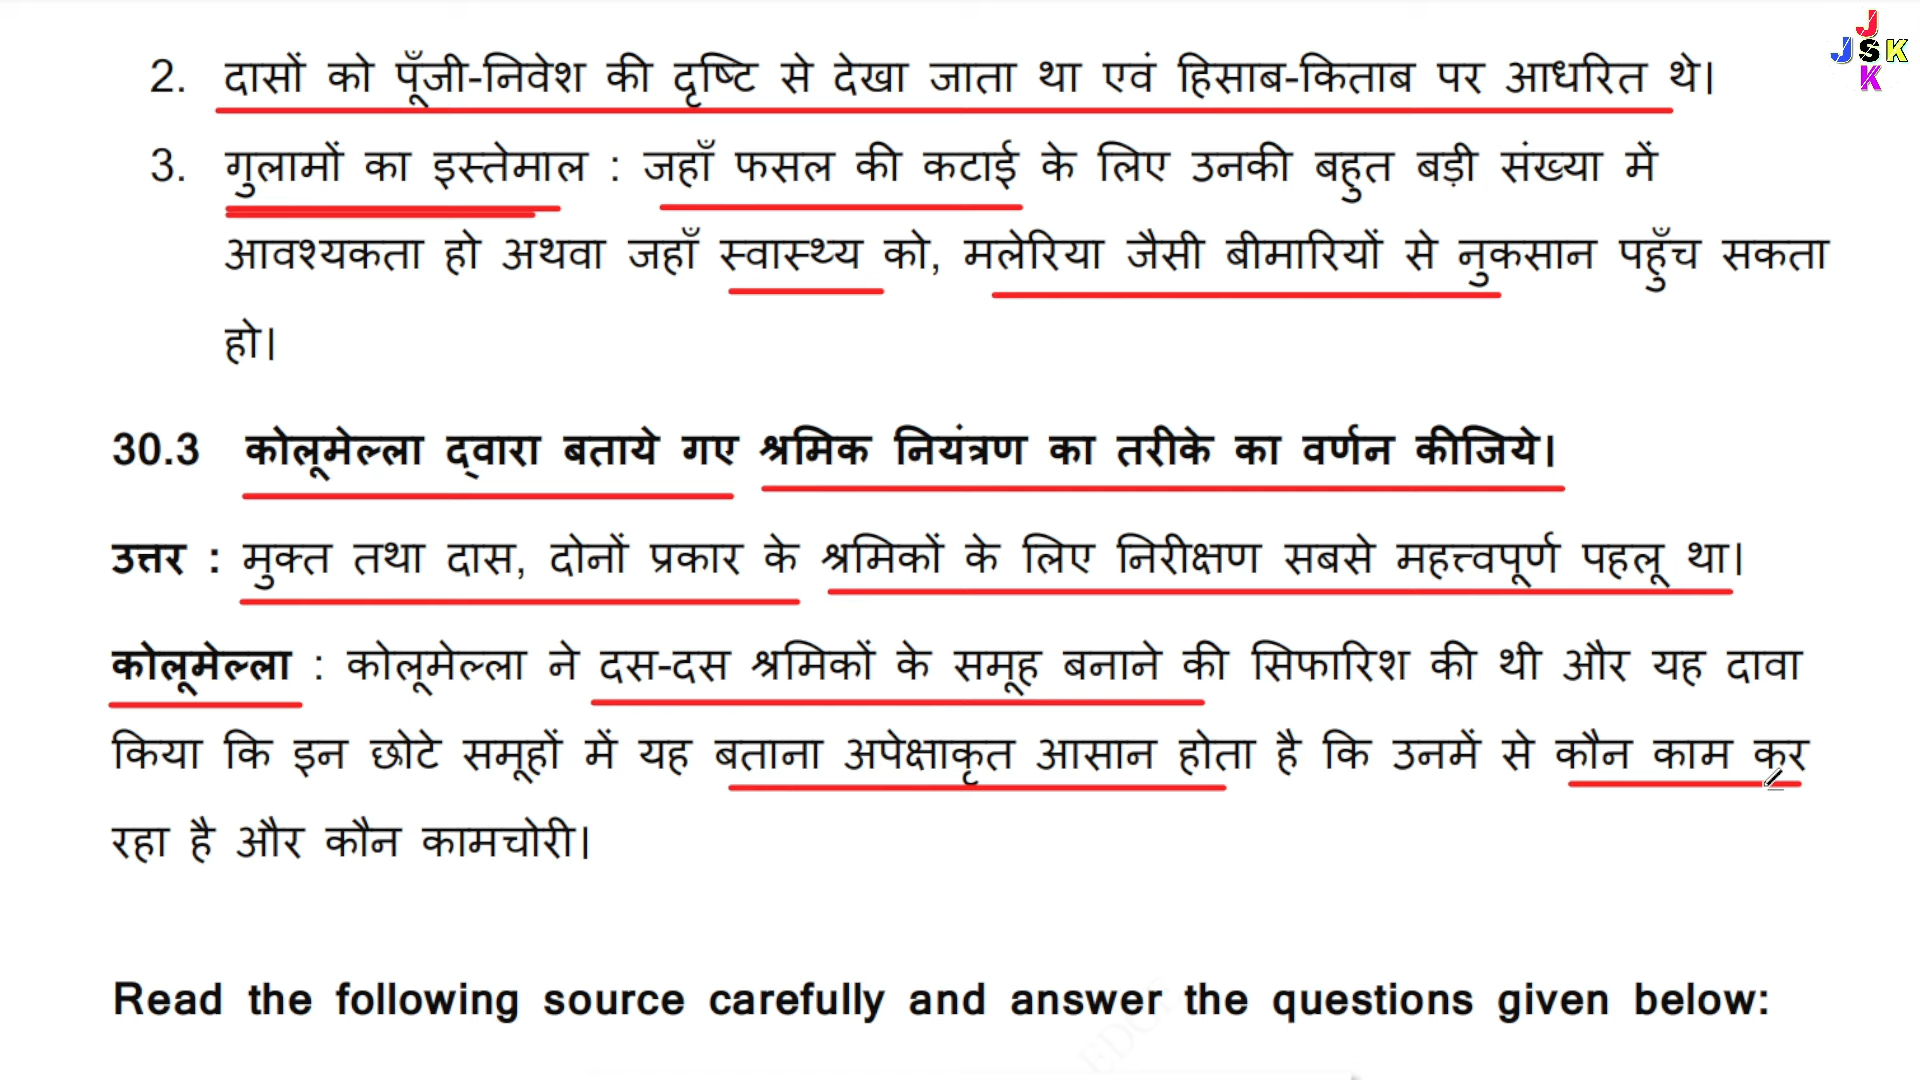 J
J S K
K
2. दासों को पूँजी-निवेश की दृष्टि से देखा जाता था एवं हिसाब-किताब पर आधरित थे।
3. गुलामों का इस्तेमाल : जहाँ फसल की कटाई के लिए उनकी बहुत बड़ी संख्या में
आवश्यकता हो अथवा जहाँ स्वास्थ्य को, मलेरिया जैसी बीमारियों से नुकसान पहुँच सकता
हो।
30.3 कोलूमेल्ला द्वारा बताये गए श्रमिक नियंत्रण का तरीके का वर्णन कीजिये।
उत्तर : मुक्त तथा दास, दोनों प्रकार के श्रमिकों के लिए निरीक्षण सबसे महत्त्वपूर्ण पहलू था।
कोलूमेल्ला : कोलूमेल्ला ने दस-दस श्रमिकों के समूह बनाने की सिफारिश की थी और यह दावा
किया कि इन छोटे समूहों में यह बताना अपेक्षाकृत आसान होता है कि उनमें से कौन काम कर
रहा है और कौन कामचोरी।
Read the following source carefully and answer the questions given below: